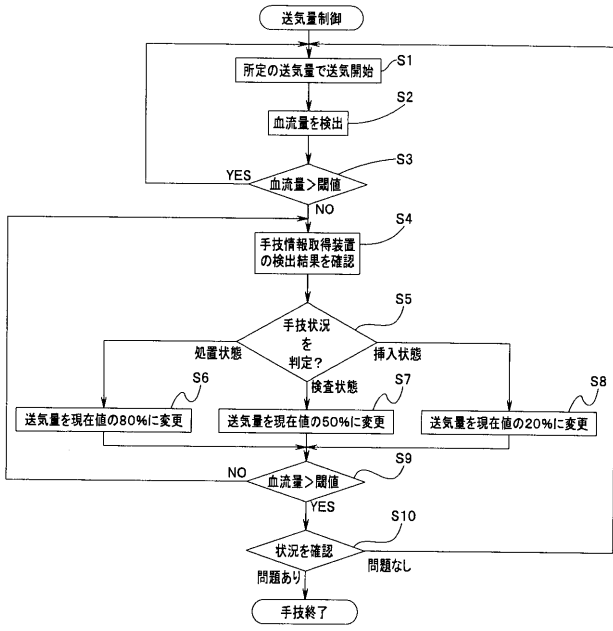 送気量制御
所定の送気量で送気開始
S1
血流量を検出
S2
血流量＞閾値
S3
YES
NO
手技情報取得装置
の検出結果を確認
S4
手技状況
を
判定?
S5
処置状態
検査状態
挿入状態
送気量を現在値の80%に変更
S6
送気量を現在値の50%に変更
S7
送気量を現在値の20%に変更
S8
血流量＞閾値
S9
NO
YES
状況を確認
S10
問題あり
問題なし
手技終了